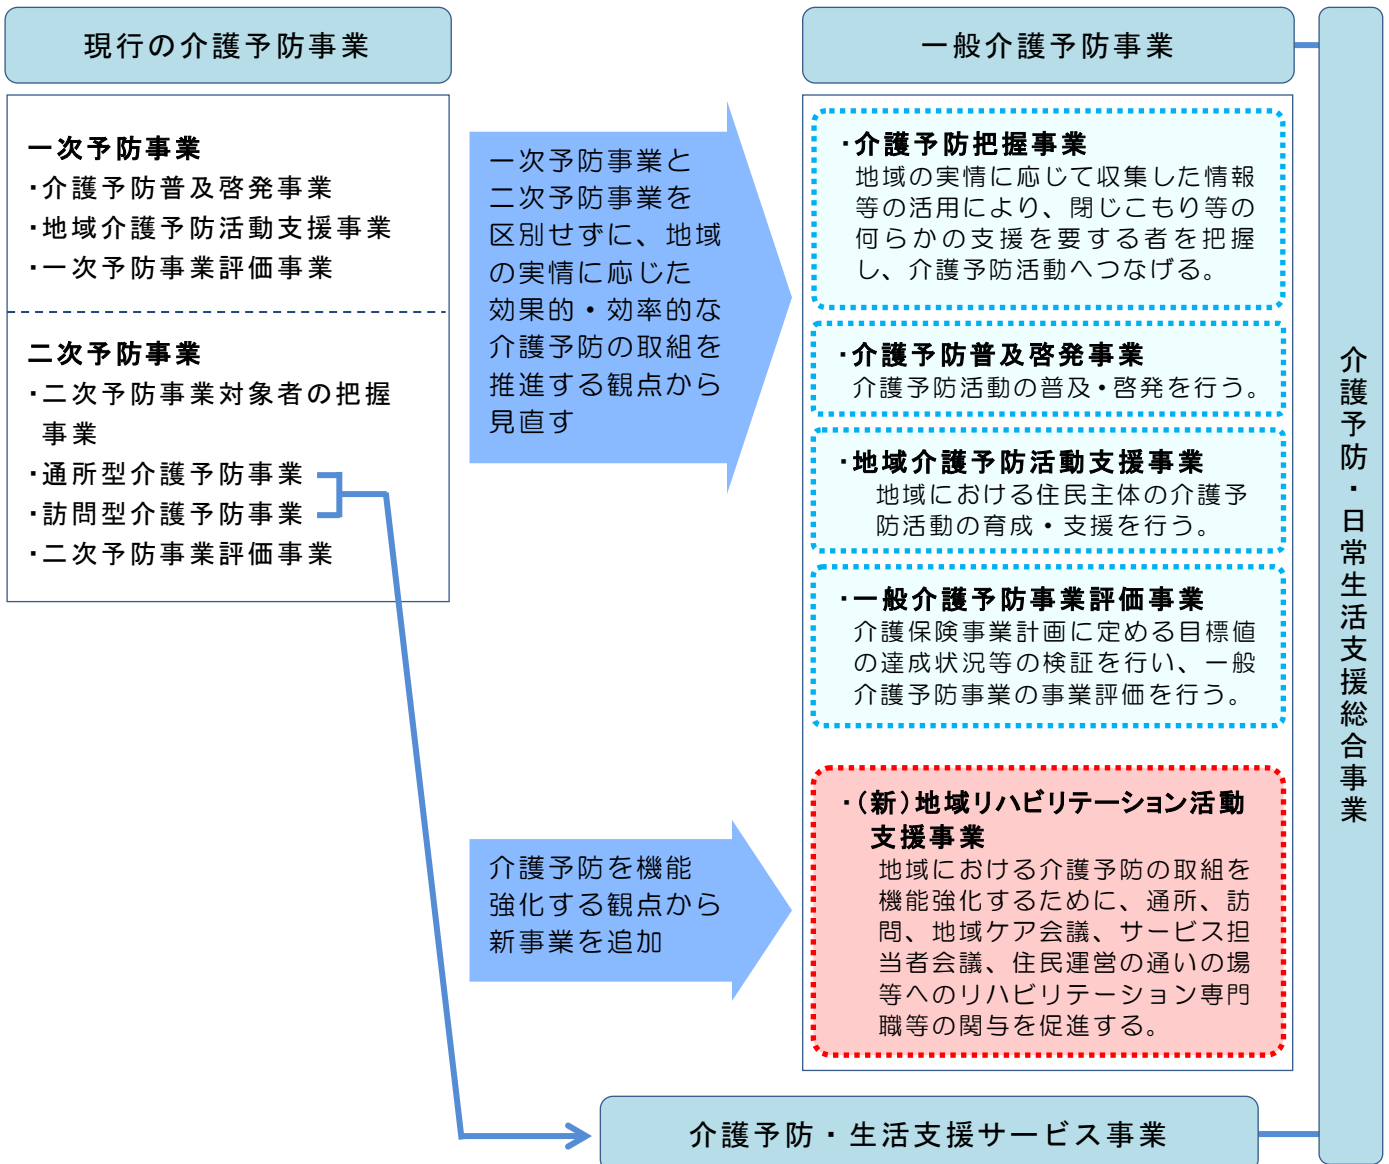 現行の介護予防事業
一次予防事業
・介護予防普及啓発事業
・地域介護予防活動支援事業
・一次予防事業評価事業
二次予防事業
・二次予防事業対象者の把握
事業
・通所型介護予防事業
・訪問型介護予防事業
・二次予防事業評価事業
一次予防事業と
二次予防事業を
区別せずに、地域
の実情に応じた
効果的・効率的な
介護予防の取組を
推進する観点から
見直す
介護予防を機能
強化する観点から
新事業を追加
一般介護予防事業
・介護予防把握事業
地域の実情に応じて収集した情報
等の活用により、閉じこもり等の
何らかの支援を要する者を把握
し、介護予防活動へつなげる。
・介護予防普及啓発事業
介護予防活動の普及・啓発を行う。
・地域介護予防活動支援事業
地域における住民主体の介護予
防活動の育成・支援を行う。
・一般介護予防事業評価事業
介護保険事業計画に定める目標値
の達成状況等の検証を行い、一般
介護予防事業の事業評価を行う。
・(新)地域リハビリテーション活動
支援事業
地域における介護予防の取組を
機能強化するために、通所、訪
問、地域ケア会議、サービス担
当者会議、住民運営の通いの場
等へのリハビリテーション専門
職等の関与を促進する。
介護予防・生活支援サービス事業
介護予防・日常生活支援総合事業